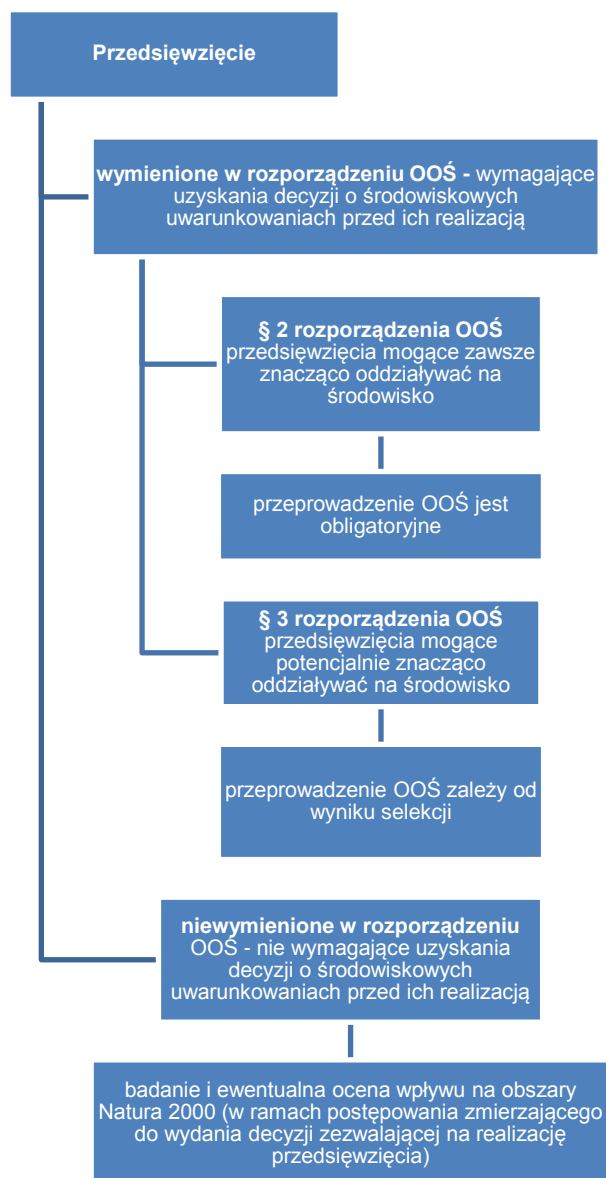 Przedsięwzięcie
wymienione w rozporządzeniu OOŚ - wymagające
uzyskania decyzji o środowiskowych
uwarunkowaniach przed ich realizacją
§ 2 rozporządzenia OOŚ
przedsięwzięcia mogące zawsze
znacząco oddziaływać na
środowisko
przeprowadzenie OOŚ jest
obligatoryjne
§ 3 rozporządzenia OOŚ
przedsięwzięcia mogące
potencjalnie znacząco
oddziaływać na środowisko
przeprowadzenie OOŚ zależy od
wyniku selekcji
niewymienione w rozporządzeniu
OOŚ - nie wymagające uzyskania
decyzji o środowiskowych
uwarunkowaniach przed ich realizacją
badanie i ewentualna ocena wpływu na obszary
Natura 2000 (w ramach postępowania zmierzającego
do wydania decyzji zezwalającej na realizację
przedsięwzięcia)